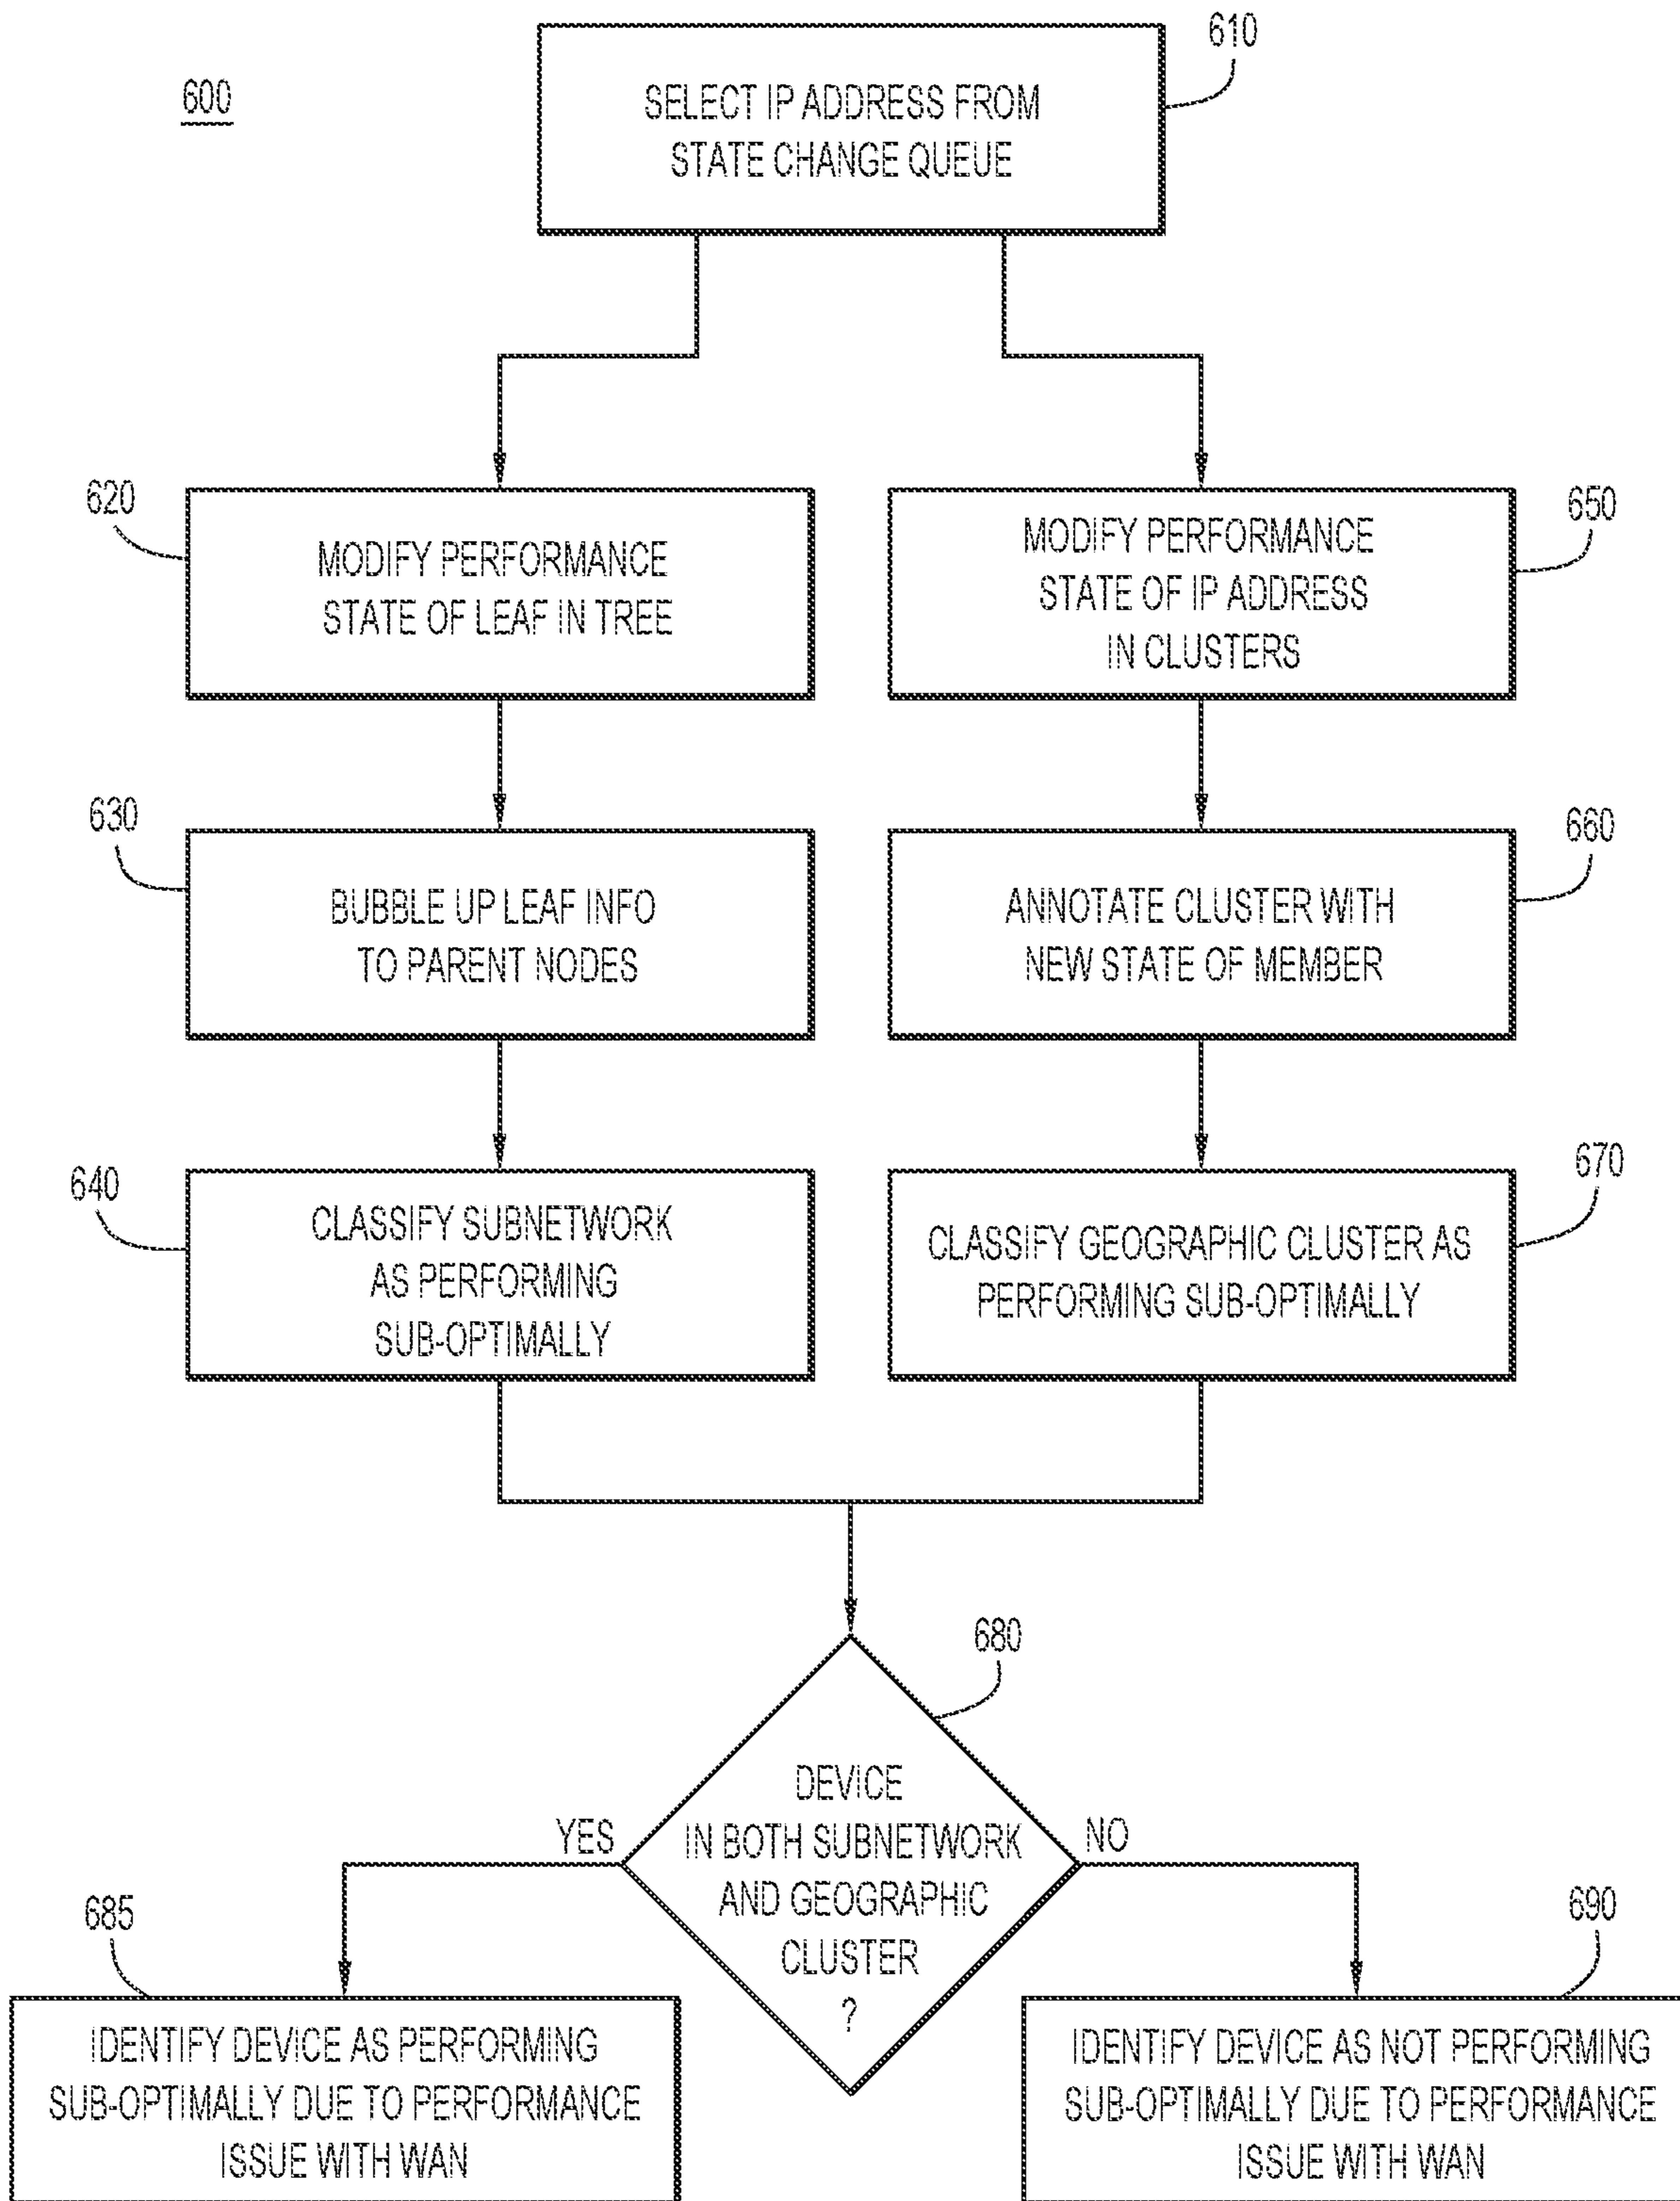 600
610
SELECT IP ADDRESS FROM
STATE CHANGE QUEUE
620
MODIFY PERFORMANCE
STATE OF LEAF IN TREE
650
MODIFY PERFORMANCE
STATE OF IP ADDRESS
IN CLUSTERS
630
BUBBLE UP LEAF INFO
TO PARENT NODES
660
ANNOTATE CLUSTER WITH
NEW STATE OF MEMBER
640
CLASSIFY SUBNETWORK
AS PERFORMING
SUB-OPTIMALLY
670
CLASSIFY GEOGRAPHIC CLUSTER AS
PERFORMING SUB-OPTIMALLY
680
DEVICE
IN BOTH SUBNETWORK
AND GEOGRAPHIC
CLUSTER
?
YES
NO
685
IDENTIFY DEVICE AS PERFORMING
SUB-OPTIMALLY DUE TO PERFORMANCE
ISSUE WITH WAN
690
IDENTIFY DEVICE AS NOT PERFORMING
SUB-OPTIMALLY DUE TO PERFORMANCE
ISSUE WITH WAN